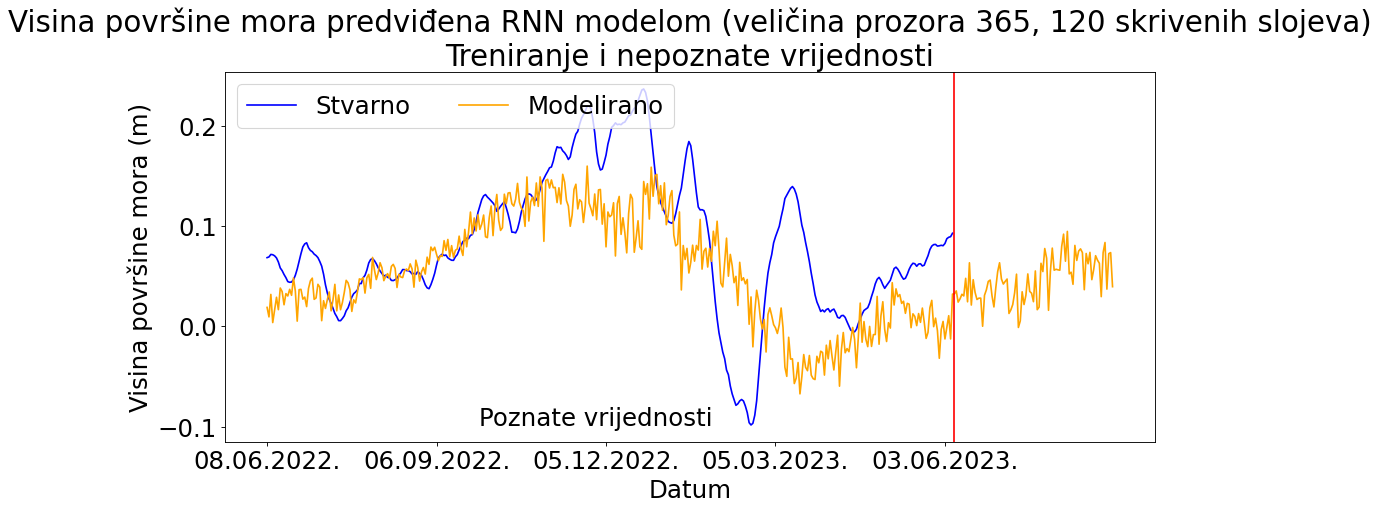 Visina površine mora predviđena RNN modelom (veličina prozora 365, 120 skrivenih slojeva)
Treniranje i nepoznate vrijednosti
Stvarno Modelirano
Visina površine mora (m)
0.2
0.1
0.0
−0.1
Poznate vrijednosti
08.06.2022. 06.09.2022. 05.12.2022. 05.03.2023. 03.06.2023.
Datum